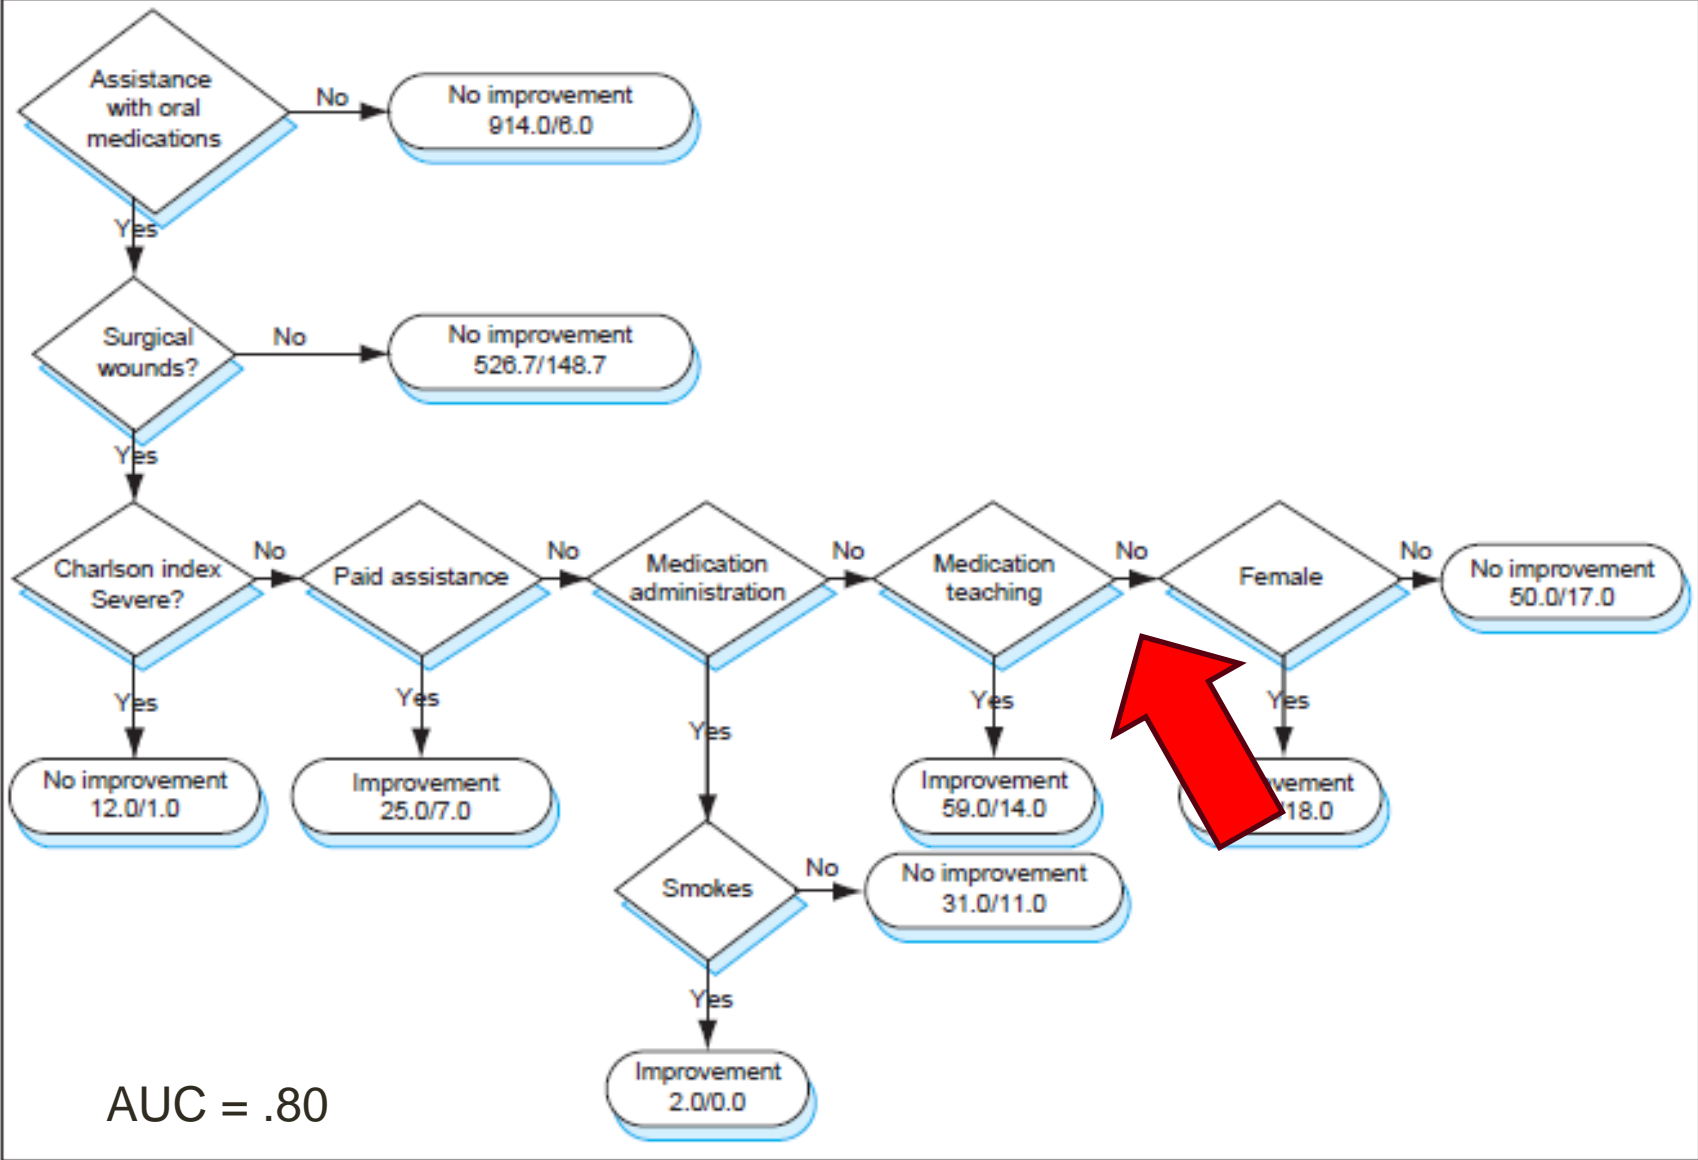 Assistance
with oral
medications
No
No improvement
914.0/6.0
Yes
Surgical
wounds?
No
No improvement
526.7/148.7
Yes
Charlson index
Severe?
No
Paid assistance
No
Medication
administration
No
Medication
teaching
No
Female
No
No improvement
50.0/17.0
Yes
No improvement
12.0/1.0
Yes
Improvement
25.0/7.0
Yes
Yes
Improvement
59.0/14.0
Yes
18.0
Smokes
No
No improvement
31.0/11.0
Yes
Improvement
2.0/0.0
AUC = .80